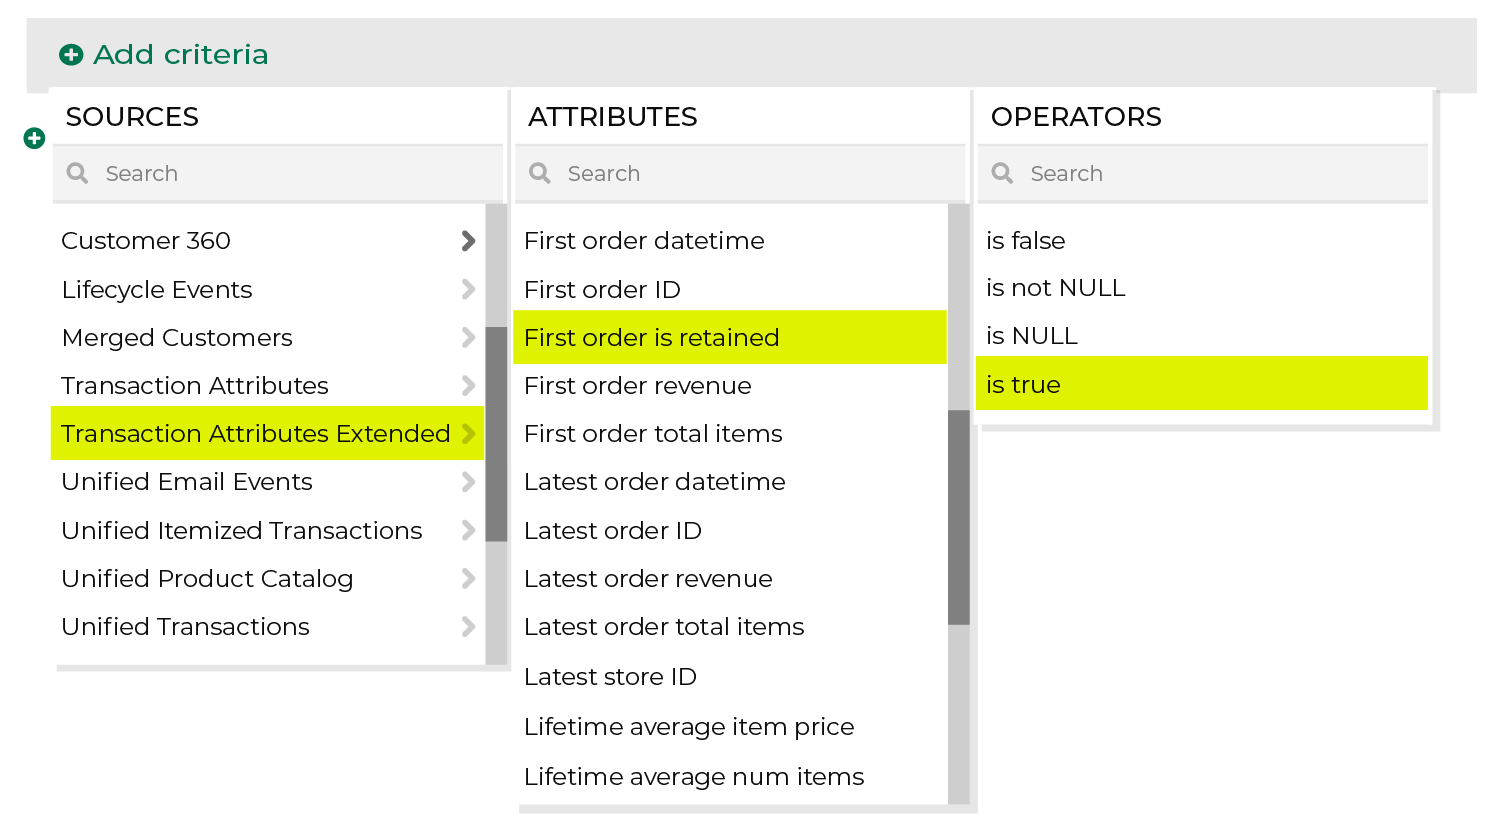 Add criteria
SOURCES
Search
Customer 360
Lifecycle Events
Merged Customers
Transaction Attributes
Transaction Attributes Extended
Unified Email Events
Unified Itemized Transactions
Unified Product Catalog
Unified Transactions
ATTRIBUTES
Search
First order datetime
First order ID
First order is retained
First order revenue
First order total items
Latest order datetime
Latest order ID
Latest order revenue
Latest order total items
Latest store ID
Lifetime average item price
Lifetime average num items
OPERATORS
Search
is false
is not NULL
is NULL
is true